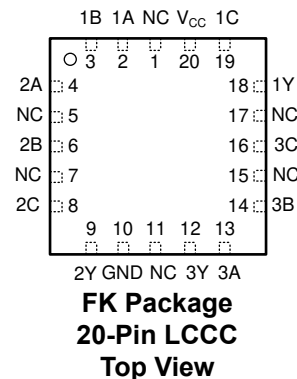 1B 1A NC VCC 1C
3 2 1 20 19
2A 4 18 1Y
NC 5 17 NC
2B 6 16 3C
NC 7 15 NC
2C 8 14 3B
9 10 11 12 13
2Y GND NC 3Y 3A
FK Package
20-Pin LCCC
Top View